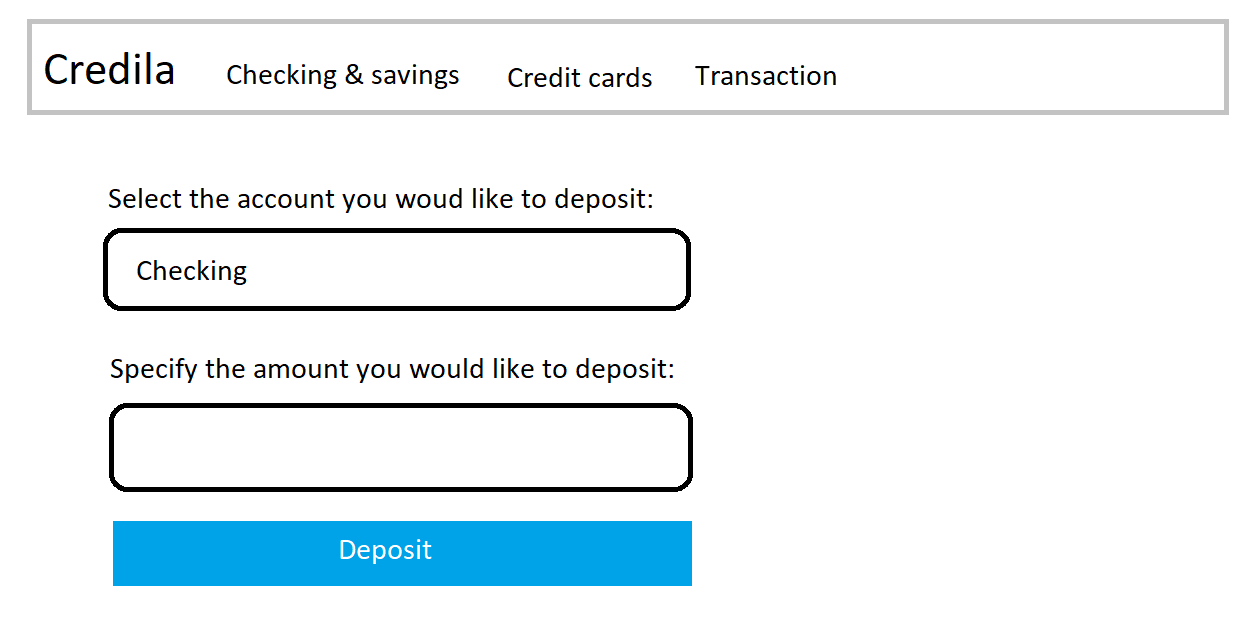 Credila Checking & savings Credit cards Transaction
Select the account you woud like to deposit:
Checking
Specify the amount you would like to deposit:
Deposit